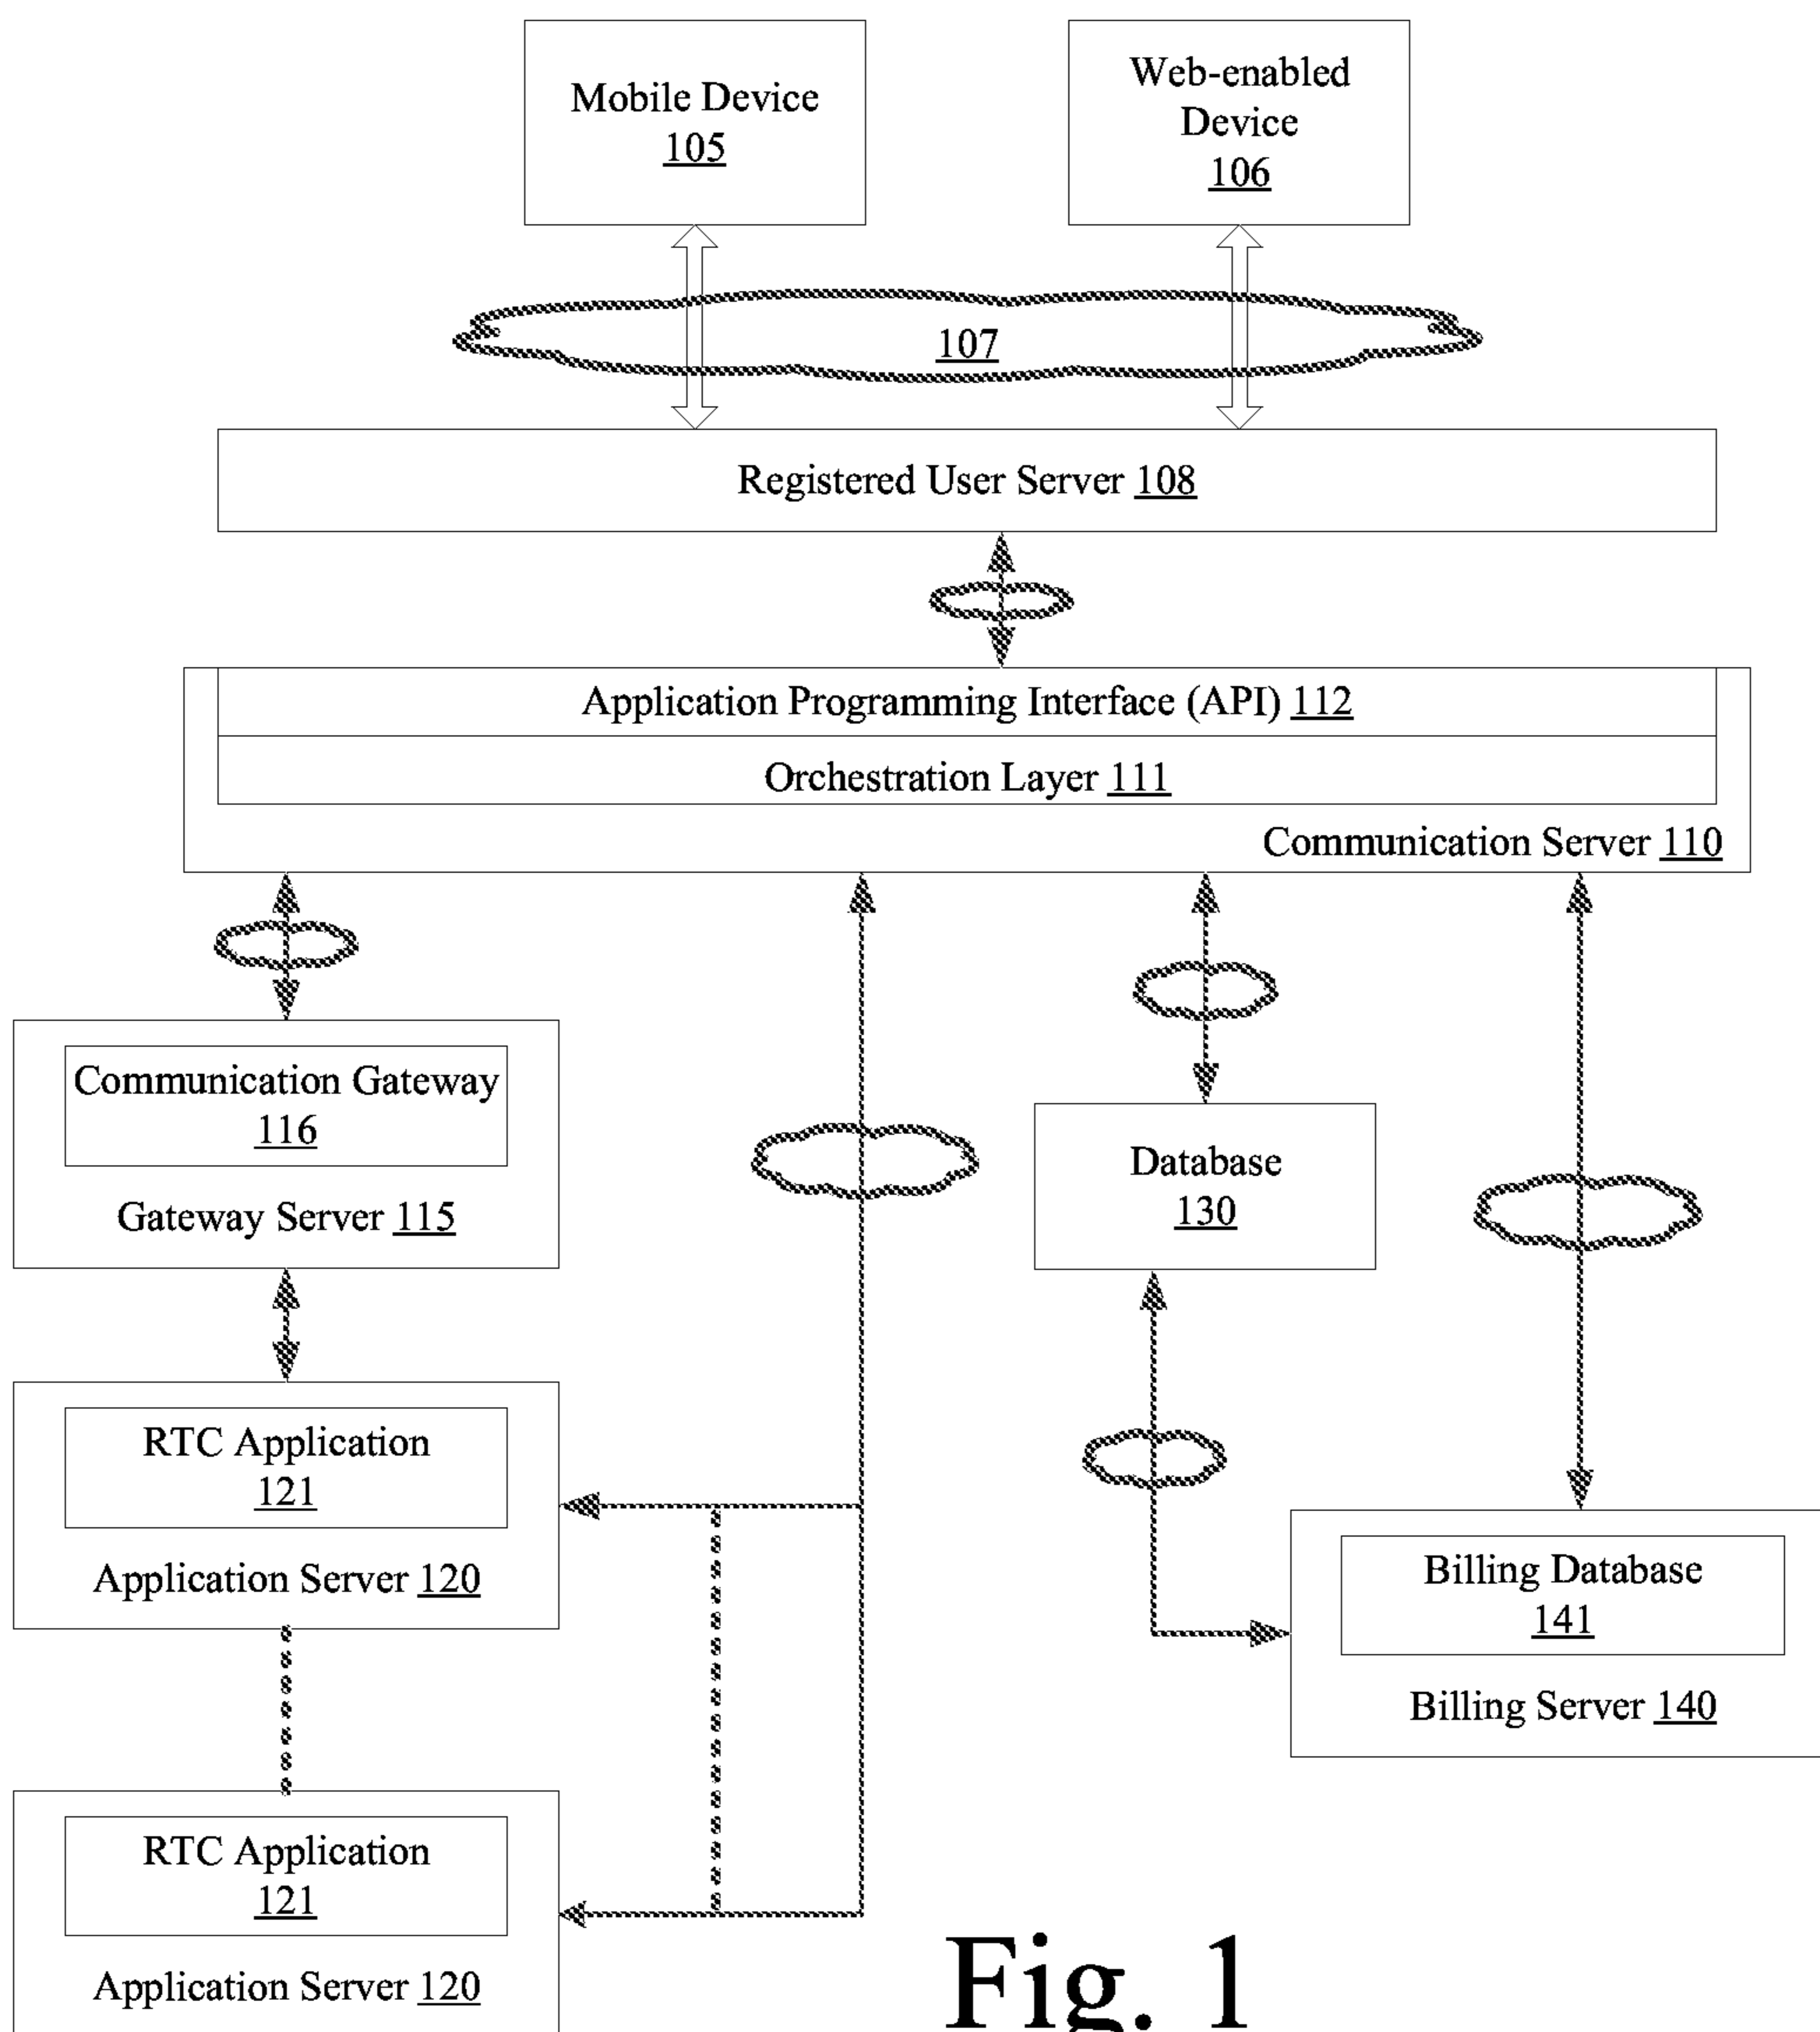 Mobile Device
105
Web-enabled
Device
106
107
Registered User Server 108
Application Programming Interface (API) 112
Orchestration Layer 111
Communication Server 110
Communication Gateway
116
Gateway Server 115
Database
130
RTC Application
121
Application Server 120
Billing Database
141
Billing Server 140
RTC Application
121
Application Server 120
Fig. 1